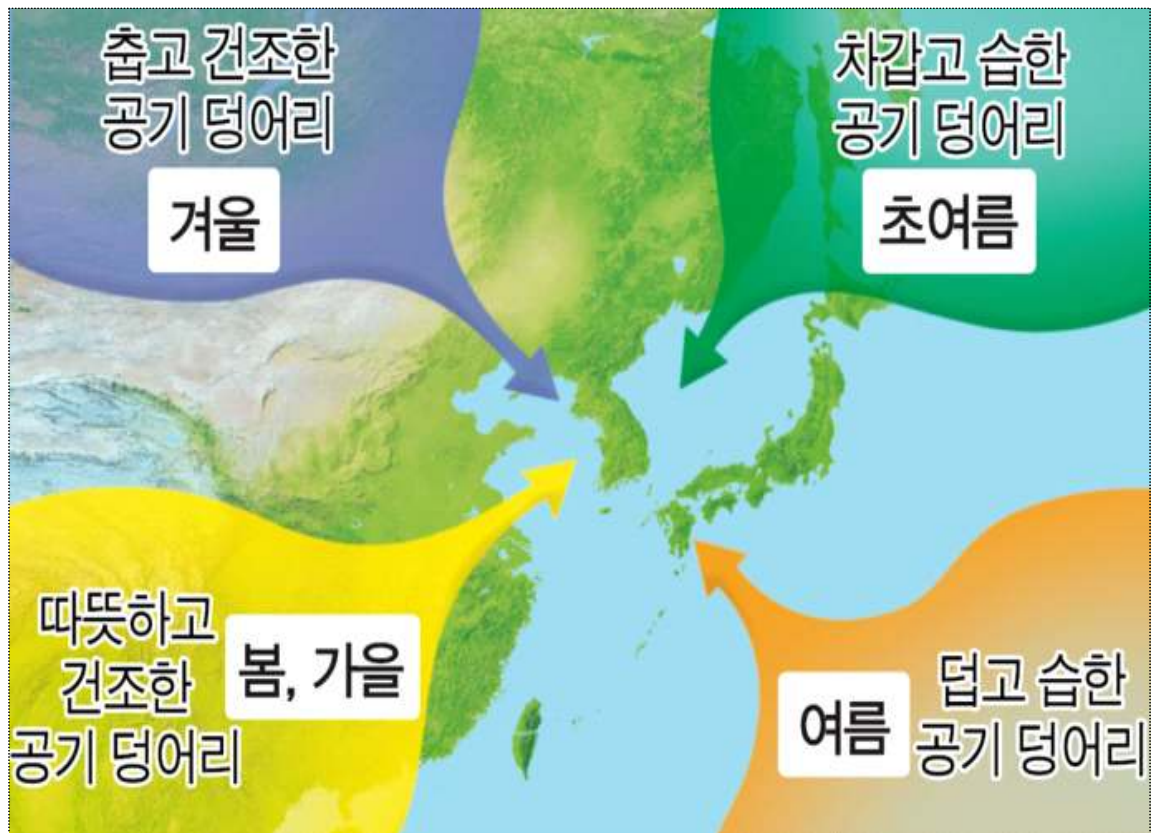 춥고 건조한
공기 덩어리
겨울
차갑고 습한
공기 덩어리
초여름
따뜻하고
건조한
공기 덩어리
봄, 가을
여름
덥고 습한
공기 덩어리